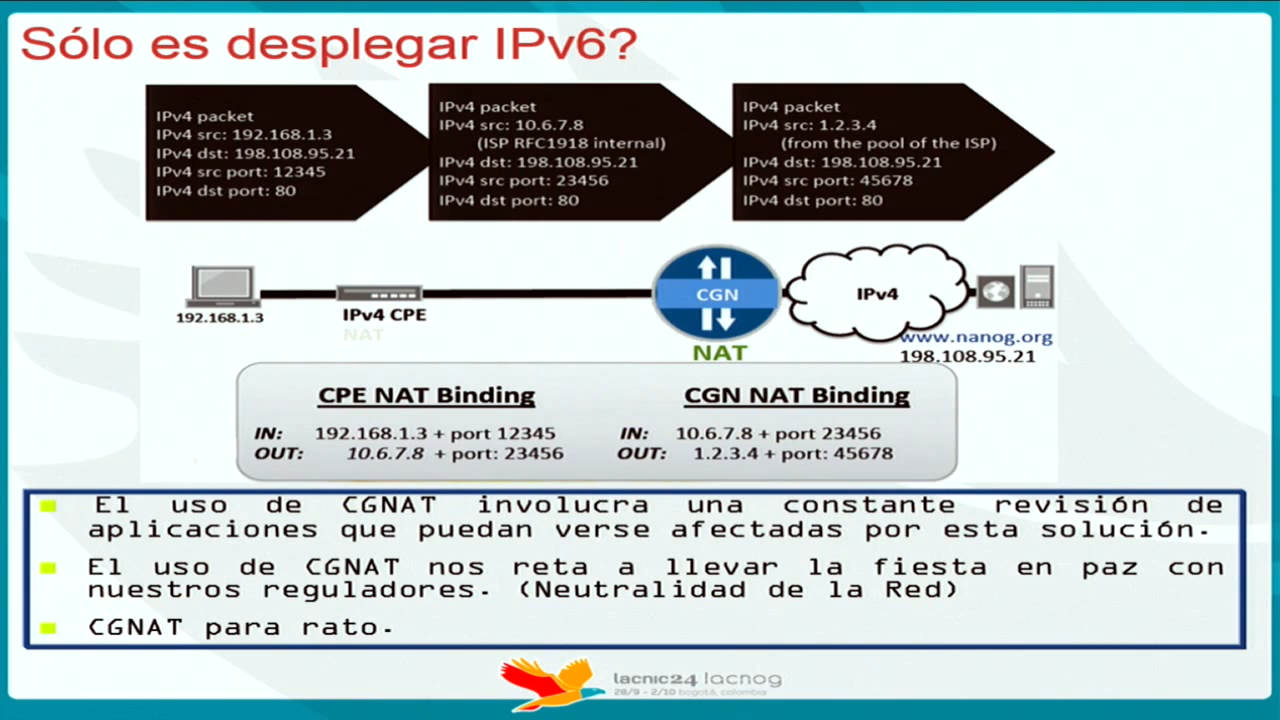 Sólo es desplegar IPv6?
IPv4 packet
IPv4 src: 192.168.1.3
IPv4 dst: 198.108.95.21
IPv4 src port: 12345
IPv4 dst port: 80
IPv4 packet
IPv4 src: 10.6.7.8
(ISP RFC1918 internal)
IPv4 dst: 198.108.95.21
IPv4 src port: 23456
IPv4 dst port: 80
IPv4 packet
IPv4 src: 1.2.3.4
(from the pool of the ISP)
IPv4 dst: 198.108.95.21
IPv4 src port: 45678
IPv4 dst port: 80
192.168.1.3
IPv4 CPE
NAT
CGN
NAT
IPv4
www.nanog.org
198.108.95.21
CPE NAT Binding
IN: 192.168.1.3 + port 12345
OUT: 10.6.7.8 + port: 23456
CGN NAT Binding
IN: 10.6.7.8 + port 23456
OUT: 1.2.3.4 + port: 45678
El uso de CGNAT involucra una constante revisión de
aplicaciones que puedan verse afectadas por esta solución.
El uso de CGNAT nos reta a llevar la fiesta en paz con
nuestros reguladores. (Neutralidad de la Red)
CGNAT para rato.
lacnic24 lacnog
28/9 - 2/10 bogotá, colombia